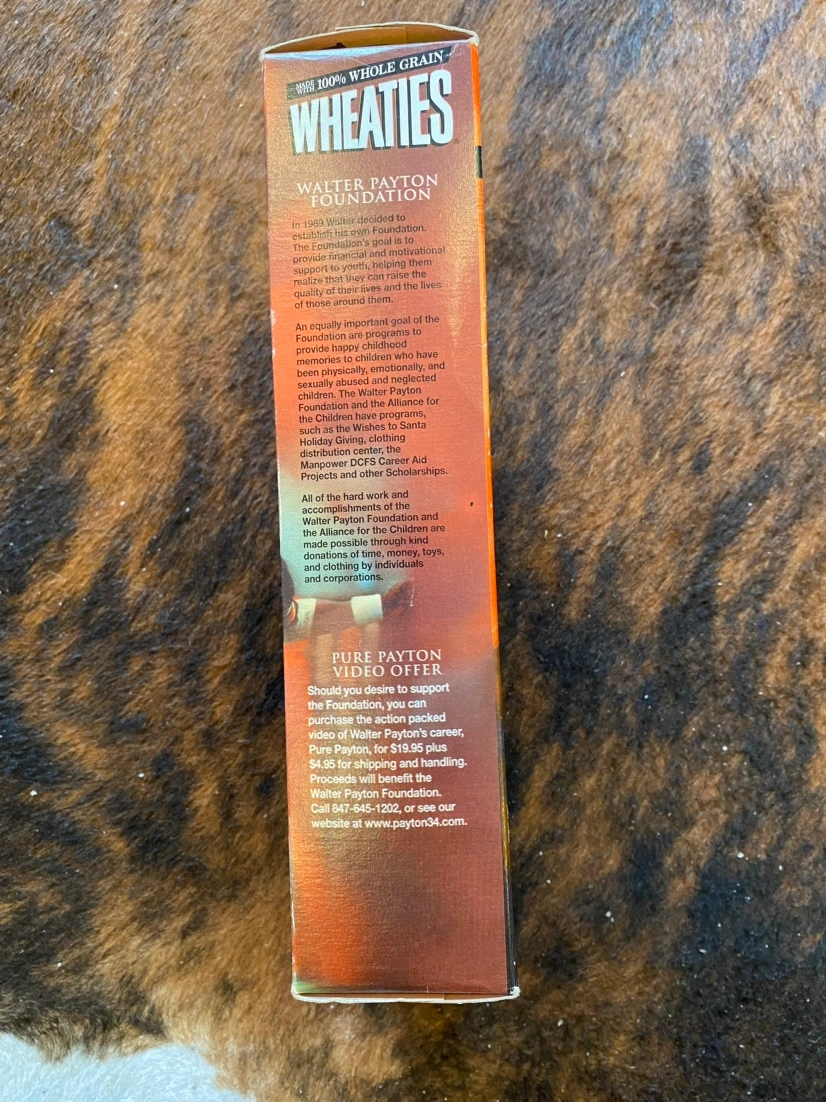 MADE WITH 100% WHOLE GRAIN
WHEATIES
WALTER PAYTON
FOUNDATION
In 1989 Walter decided to
establish his own Foundation.
The Foundation's goal is to
provide financial and motivational
support to youth, helping them
realize that they can raise the
quality of their lives and the lives
of those around them.
An equally important goal of the
Foundation are programs to
provide happy childhood
memories to children who have
been physically, emotionally, and
sexually abused and neglected
children. The Walter Payton
Foundation and the Alliance for
the Children have programs,
such as the Wishes to Santa
Holiday Giving, clothing
distribution center, the
Manpower DCFS Career Aid
Projects and other Scholarships.
All of the hard work and
accomplishments of the
Walter Payton Foundation and
the Alliance for the Children are
made possible through kind
donations of time, money, toys,
and clothing by individuals
and corporations.
PURE PAYTON
VIDEO OFFER
Should you desire to support
the Foundation, you can
purchase the action packed
video of Walter Payton's career,
Pure Payton, for $19.95 plus
$4.95 for shipping and handling.
Proceeds will benefit the
Walter Payton Foundation.
Call 847-645-1202, or see our
website at www.payton34.com.